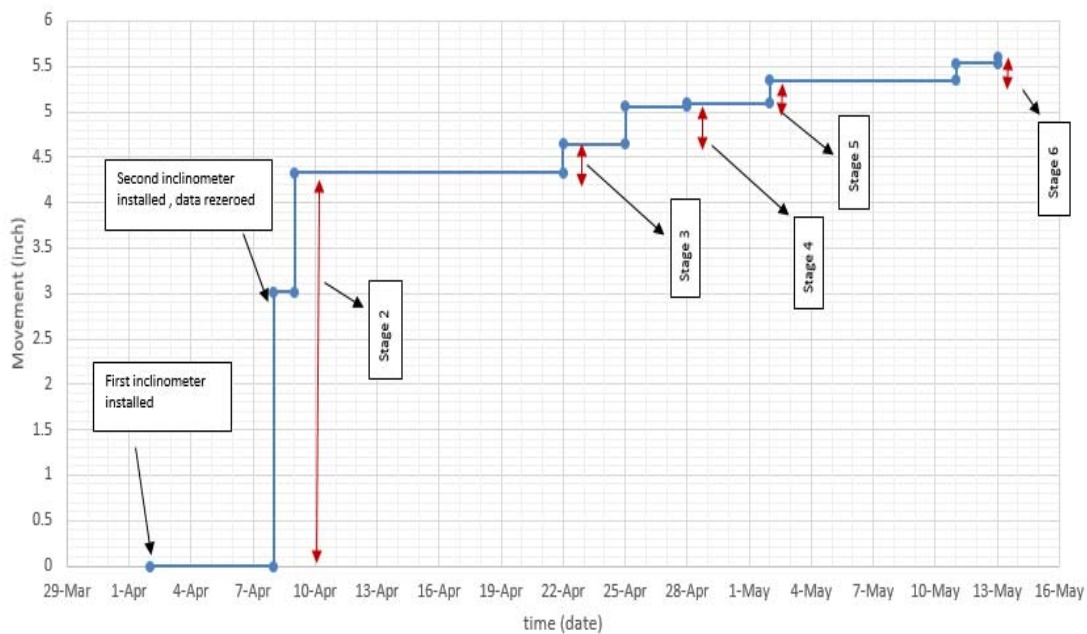 6
5.5
5
4.5
4
3.5
3
2.5
2
1.5
1
0.5
0
Movement (inch)
Second inclinometer
installed , data rezeroed
First inclinometer
installed
Stage 2
Stage 3
Stage 4
Stage 5
Stage 6
29-Mar 1-Apr 4-Apr 7-Apr 10-Apr 13-Apr 16-Apr 19-Apr 22-Apr 25-Apr 28-Apr 1-May 4-May 7-May 10-May 13-May 16-May
time (date)